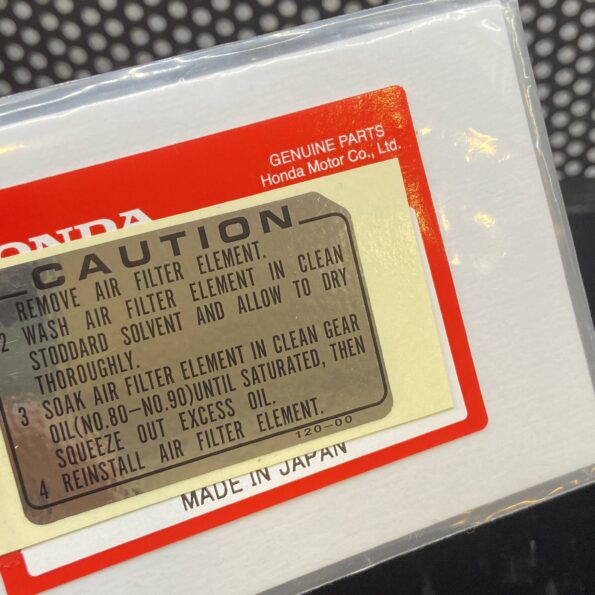 GENUINE PARTS
Honda Motor Co., Ltd.
HONDA
CAUTION
REMOVE AIR FILTER ELEMENT.
2 WASH AIR FILTER ELEMENT IN CLEAN
STODDARD SOLVENT AND ALLOW TO DRY
THOROUGHLY.
3 SOAK AIR FILTER ELEMENT IN CLEAN GEAR
OIL(NO.80-NO.90)UNTIL SATURATED, THEN
SQUEEZE OUT EXCESS OIL.
4 REINSTALL AIR FILTER ELEMENT.
120-00
MADE IN JAPAN